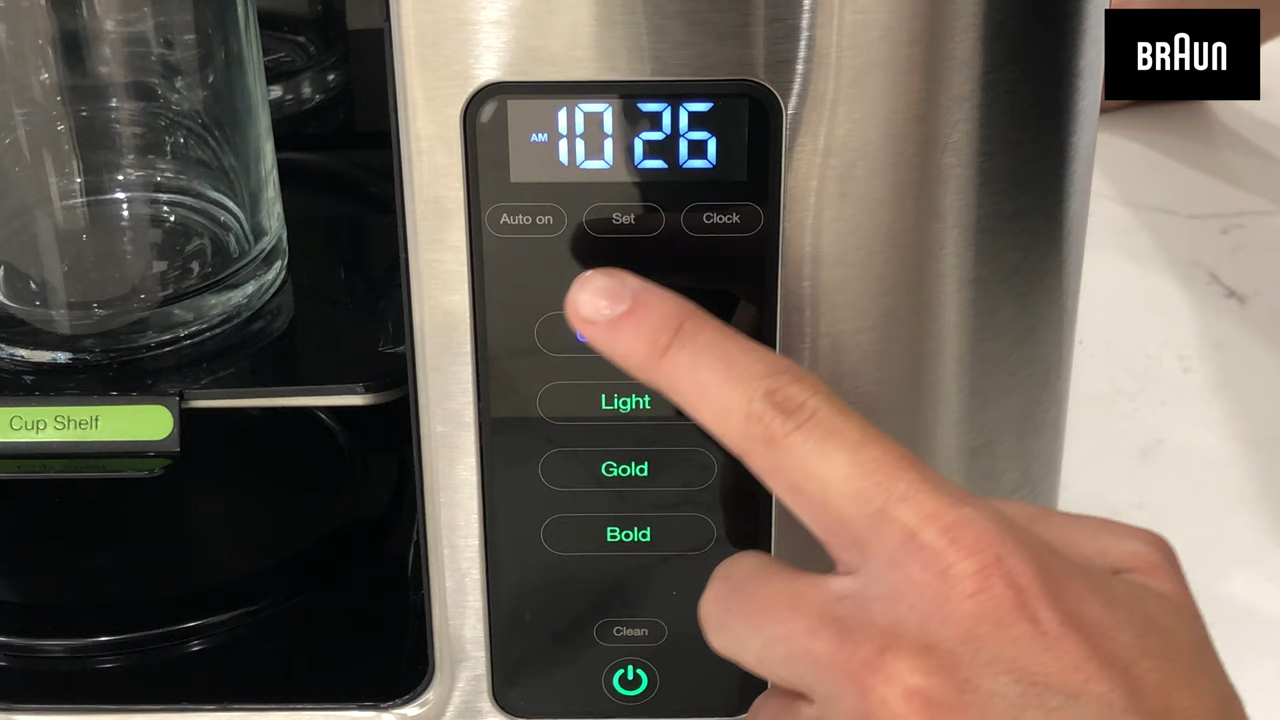 BRAUN
AM 10 26
Auto on Set Clock
Light
Cup Shelf
Gold
Bold
Clean